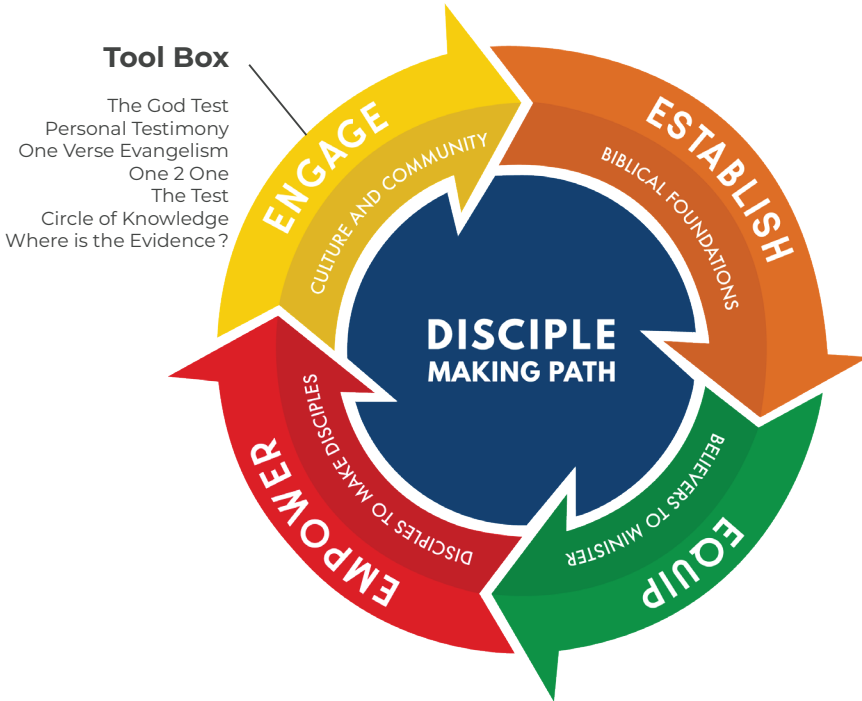 Tool Box
The God Test
Personal Testimony
One Verse Evangelism
One 2 One
The Test
Circle of Knowledge
Where is the Evidence?
ENGAGE
CULTURE AND COMMUNITY
ESTABLISH
BIBLICAL FOUNDATIONS
DISCIPLE
MAKING PATH
EQUIP
BELIEVERS TO MINISTER
EMPOWER
DISCIPLES TO MAKE DISCIPLES